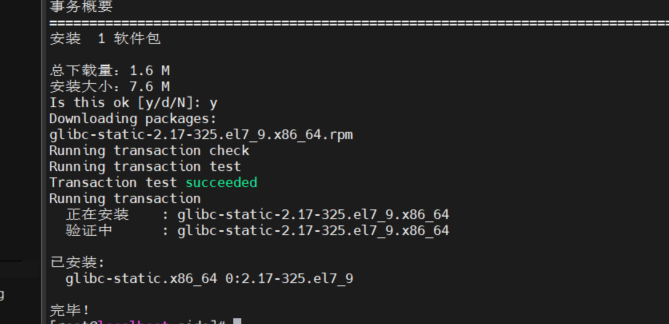 事务概要
================================================================================
安装  1 软件包
总下载量：1.6 M
安装大小：7.6 M
Is this ok [y/d/N]: y
Downloading packages:
glibc-static-2.17-325.el7_9.x86_64.rpm
Running transaction check
Running transaction test
Transaction test succeeded
Running transaction
  正在安装    : glibc-static-2.17-325.el7_9.x86_64
  验证中      : glibc-static-2.17-325.el7_9.x86_64
已安装:
  glibc-static.x86_64 0:2.17-325.el7_9
完毕！